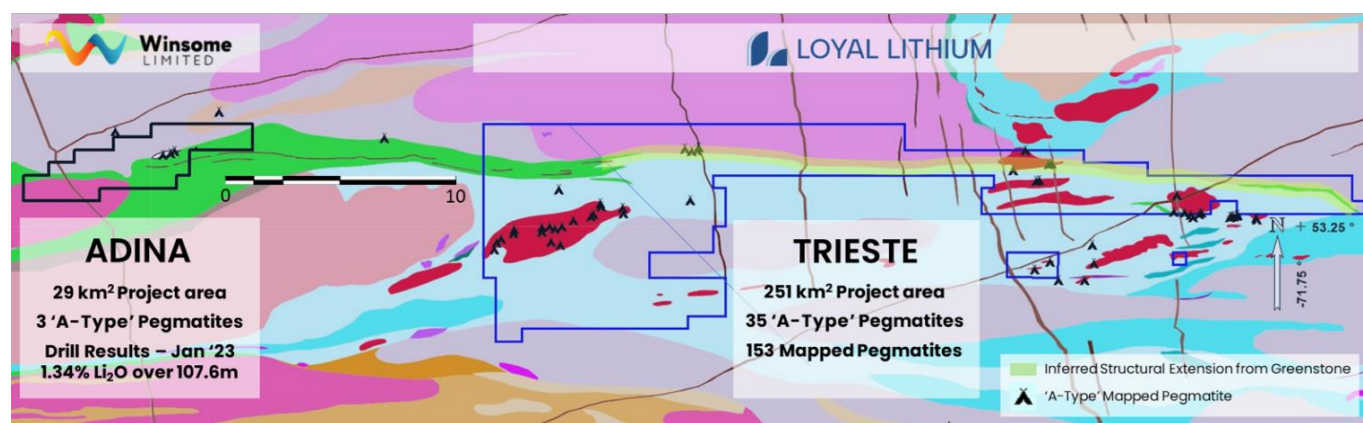 Winsome
LIMITED
LOYAL LITHIUM
0
10
ADINA
29 km² Project area
3 ‘A-Type’ Pegmatites
Drill Results – Jan ‘23
1.34% Li₂O over 107.6m
TRIESTE
251 km² Project area
35 ‘A-Type’ Pegmatites
153 Mapped Pegmatites
N + 53.25 °
-71.75 °
Inferred Structural Extension from Greenstone
‘A-Type’ Mapped Pegmatite